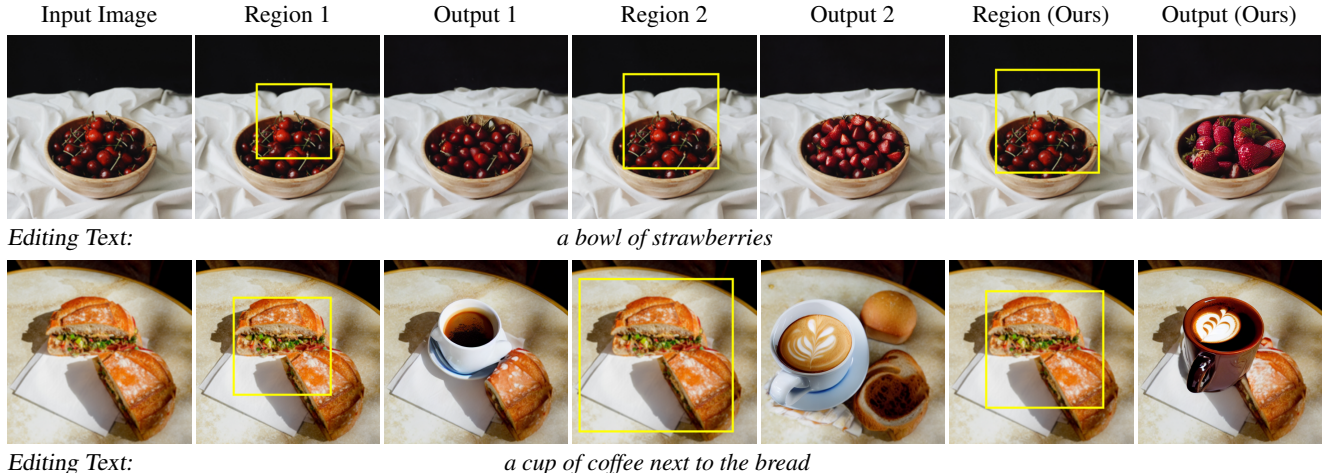 Input Image Region 1 Output 1 Region 2 Output 2 Region (Ours) Output (Ours)
Editing Text: a bowl of strawberries
Editing Text: a cup of coffee next to the bread